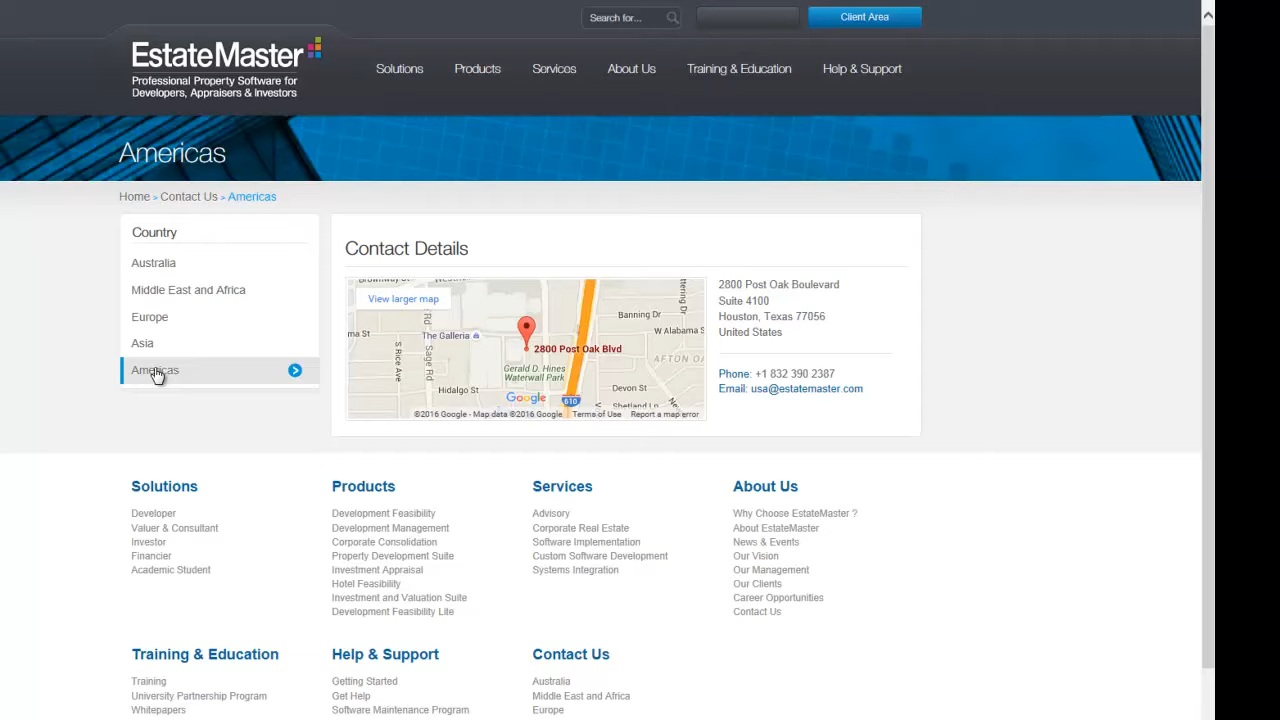 Search for...
Client Area
EstateMaster
Professional Property Software for
Developers, Appraisers & Investors
Solutions
Products
Services
About Us
Training & Education
Help & Support
Americas
Home > Contact Us > Americas
Country
Australia
Middle East and Africa
Europe
Asia
Americas
Contact Details
View larger map
The Galleria
Banning Dr
W Alabama
S Rice Ave
Sage Rd
2800 Post Oak Blvd
Gerald D. Hines
Waterwall Park
AFTON OA
Hidalgo St
Devon St
Google
610
©2016 Google - Map data ©2016 Google
Terms of Use
Report a map error
2800 Post Oak Boulevard
Suite 4100
Houston, Texas 77056
United States
Phone: +1 832 390 2387
Email: usa@estatemaster.com
Solutions
Developer
Valuer & Consultant
Investor
Financier
Academic Student
Products
Development Feasibility
Development Management
Corporate Consolidation
Property Development Suite
Investment Appraisal
Hotel Feasibility
Investment and Valuation Suite
Development Feasibility Lite
Services
Advisory
Corporate Real Estate
Software Implementation
Custom Software Development
Systems Integration
About Us
Why Choose EstateMaster ?
About EstateMaster
News & Events
Our Vision
Our Management
Our Clients
Career Opportunities
Contact Us
Training & Education
Training
University Partnership Program
Whitepapers
Help & Support
Getting Started
Get Help
Software Maintenance Program
Contact Us
Australia
Middle East and Africa
Europe